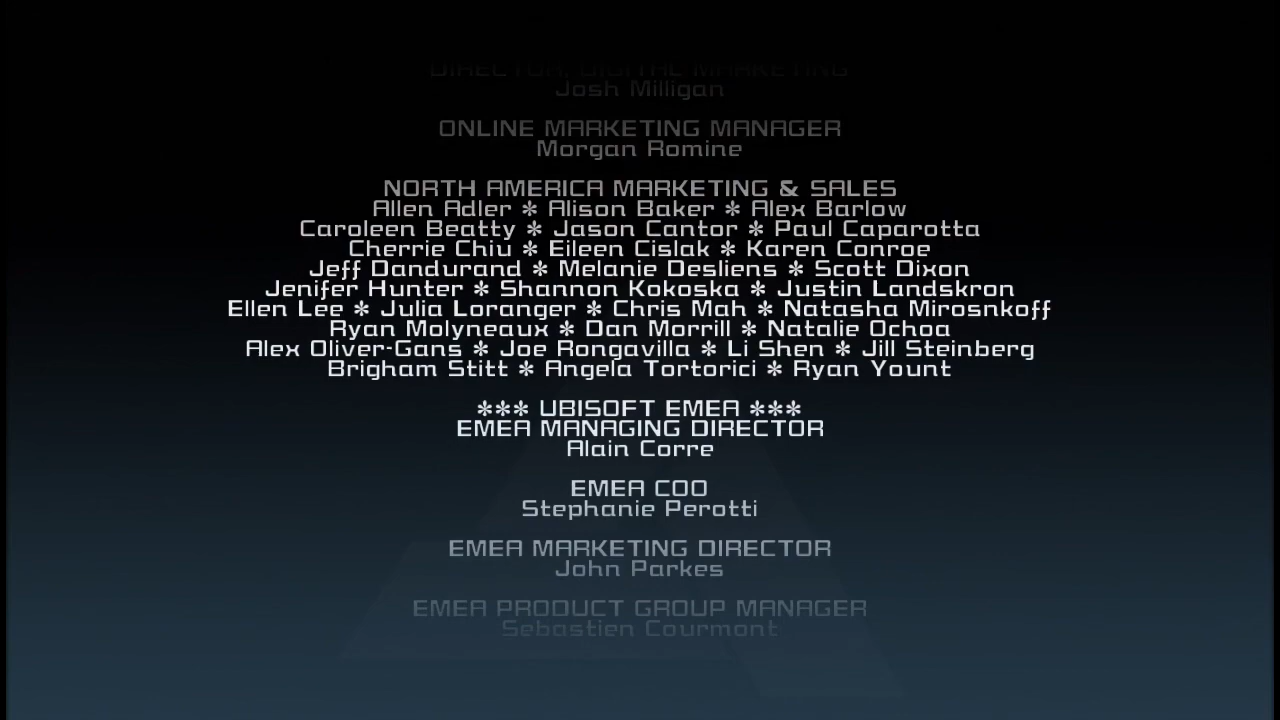 DIRECTOR, DIGITAL MARKETING
Josh Milligan
ONLINE MARKETING MANAGER
Morgan Romine
NORTH AMERICA MARKETING & SALES
Allen Adler * Alison Baker * Alex Barlow
Caroleen Beatty * Jason Cantor * Paul Caparotta
Cherrie Chiu * Eileen Cislak * Karen Conroe
Jeff Dandurand * Melanie Desliens * Scott Dixon
Jenifer Hunter * Shannon Kokoska * Justin Landskron
Ellen Lee * Julia Loranger * Chris Mah * Natasha Mirosnkoff
Ryan Molyneaux * Dan Morrill * Natalie Ochoa
Alex Oliver-Gans * Joe Rongavilla * Li Shen * Jill Steinberg
Brigham Stitt * Angela Tortorici * Ryan Yount
*** UBISOFT EMEA ***
EMEA MANAGING DIRECTOR
Alain Corre
EMEA COO
Stephanie Perotti
EMEA MARKETING DIRECTOR
John Parkes
EMEA PRODUCT GROUP MANAGER
Sebastien Courmont